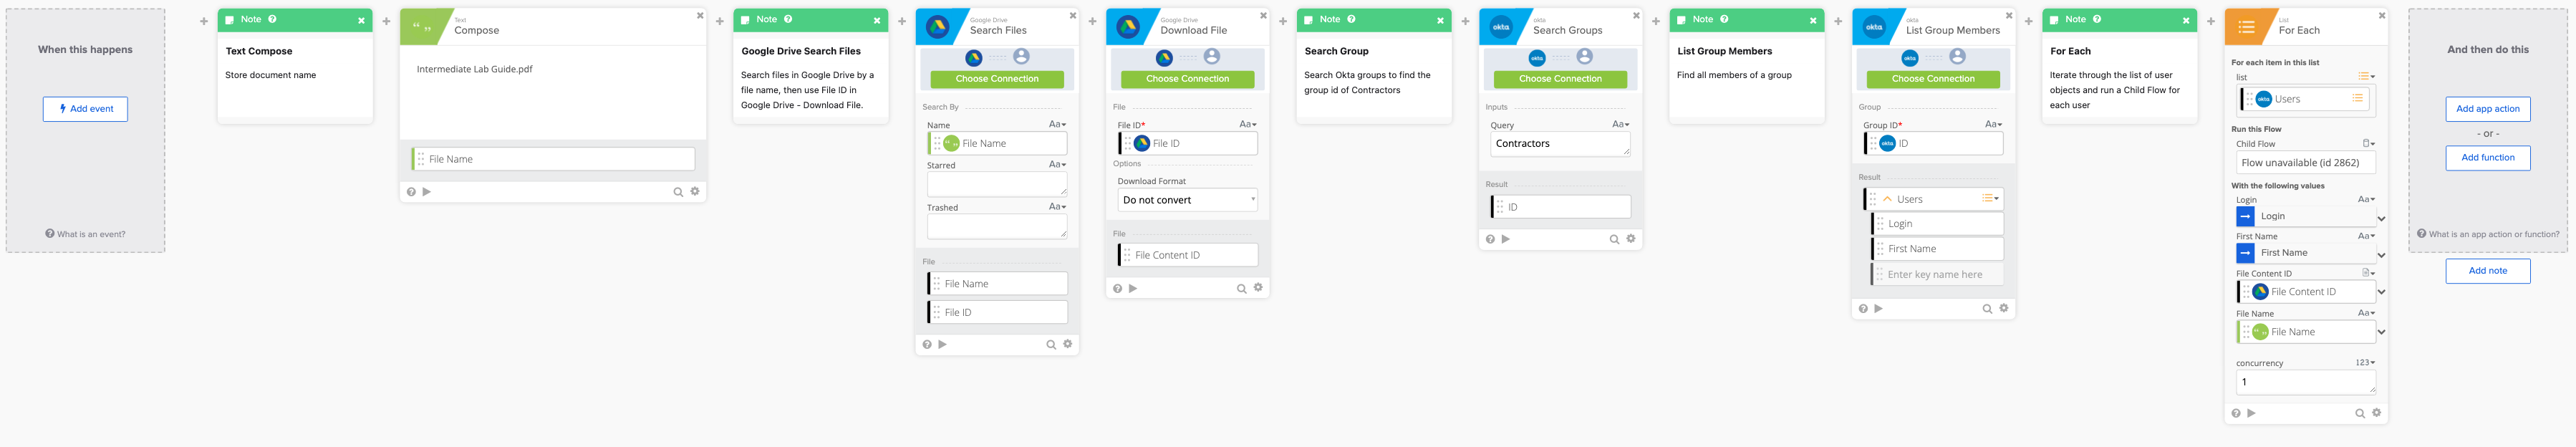 When this happens
Add event
What is an event?
Note
Text Compose
Store document name
Text
Compose
Intermediate Lab Guide.pdf
File Name
Note
Google Drive Search Files
Search files in Google Drive by a
file name, then use File ID in
Google Drive - Download File.
Google Drive
Search Files
Choose Connection
Search By
Name
Aa
File Name
Starred
Aa
Trashed
Aa
File
File Name
File ID
Google Drive
Download File
Choose Connection
File
File ID*
Aa
File ID
Options
Download Format
Do not convert
File
File Content ID
Note
Search Group
Search Okta groups to find the
group id of Contractors
okta
okta
Search Groups
okta
Choose Connection
Inputs
Query
Aa
Contractors
Result
ID
Note
List Group Members
Find all members of a group
okta
okta
List Group Members
okta
Choose Connection
Group
Group ID*
Aa
okta
ID
Result
Users
Login
First Name
Enter key name here
Note
For Each
Iterate through the list of user
objects and run a Child Flow for
each user
List
For Each
For each item in this list
list
okta
Users
Run this Flow
Child Flow
Flow unavailable (id 2862)
With the following values
Login
Aa
Login
First Name
Aa
First Name
File Content ID
File Content ID
File Name
Aa
File Name
concurrency
123
1
And then do this
Add app action
- or -
Add function
What is an app action or function?
Add note